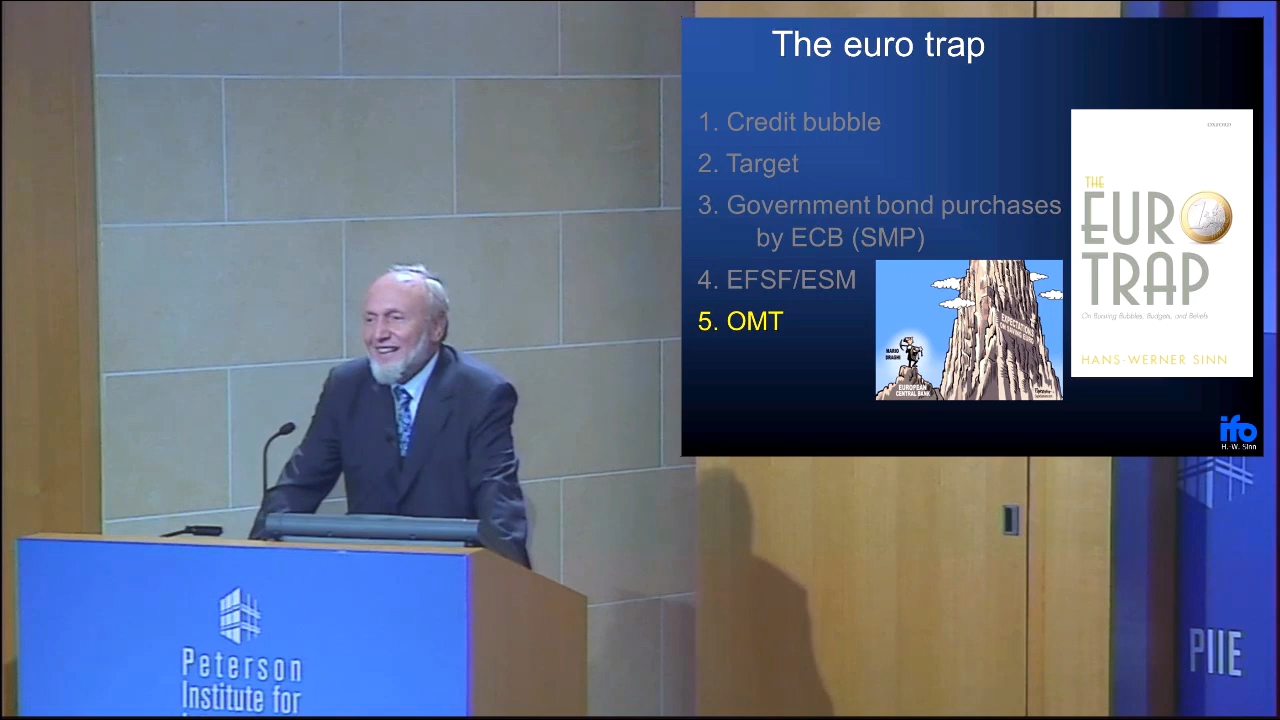 The euro trap
1. Credit bubble
2. Target
3. Government bond purchases
by ECB (SMP)
4. EFSF/ESM
5. OMT
MARIO
DRAGHI
EUROPEAN
CENTRAL BANK
EXPECTATIONS
OXFORD
THE
EURO
TRAP
On Bursting Bubbles, Budgets, and Beliefs
HANS-WERNER SINN
ifo
H.-W. Sinn
Peterson
Institute for
PIIE